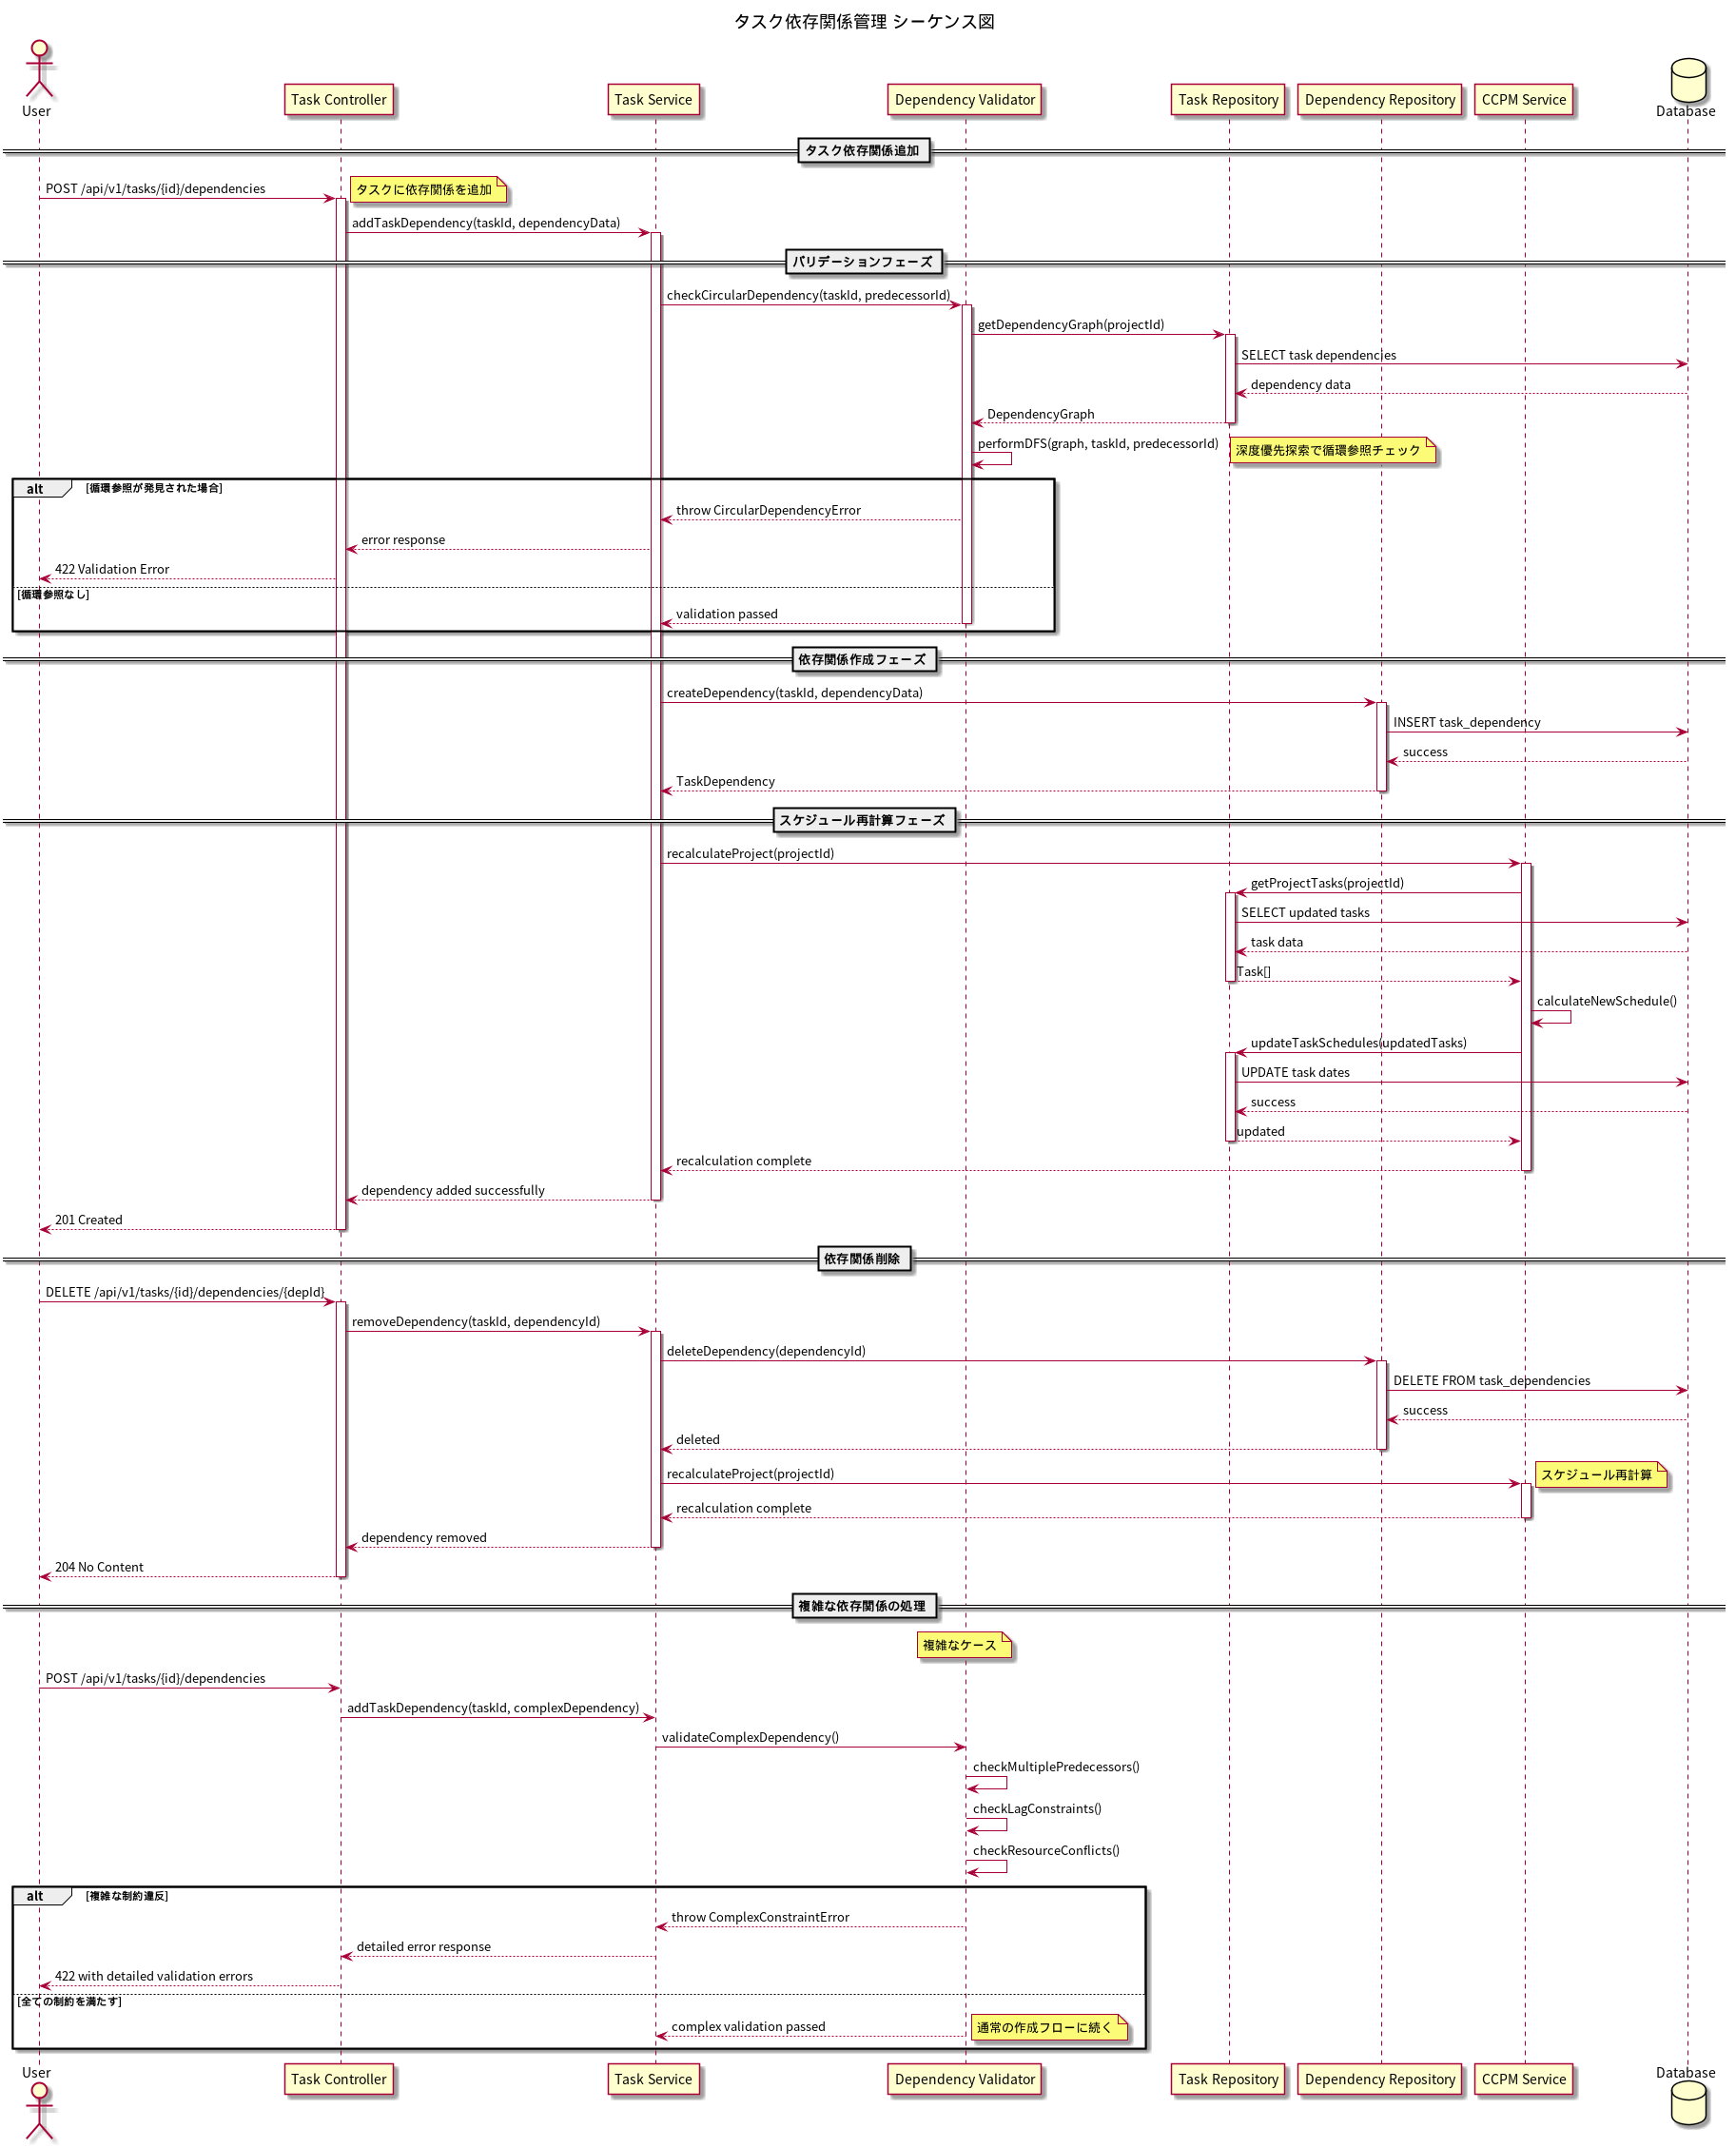 タスク依存関係管理 シーケンス図
User
Task Controller
Task Service
Dependency Validator
Task Repository
Dependency Repository
CCPM Service
Database
タスク依存関係追加
POST /api/v1/tasks/{id}/dependencies
タスクに依存関係を追加
addTaskDependency(taskId, dependencyData)
バリデーションフェーズ
checkCircularDependency(taskId, predecessorId)
getDependencyGraph(projectId)
SELECT task dependencies
dependency data
DependencyGraph
performDFS(graph, taskId, predecessorId)
深度優先探索で循環参照チェック
alt
[循環参照が発見された場合]
throw CircularDependencyError
error response
422 Validation Error
[循環参照なし]
validation passed
依存関係作成フェーズ
createDependency(taskId, dependencyData)
INSERT task_dependency
success
TaskDependency
スケジュール再計算フェーズ
recalculateProject(projectId)
getProjectTasks(projectId)
SELECT updated tasks
task data
Task[]
calculateNewSchedule()
updateTaskSchedules(updatedTasks)
UPDATE task dates
success
updated
recalculation complete
dependency added successfully
201 Created
依存関係削除
DELETE /api/v1/tasks/{id}/dependencies/{depId}
removeDependency(taskId, dependencyId)
deleteDependency(dependencyId)
DELETE FROM task_dependencies
success
deleted
recalculateProject(projectId)
スケジュール再計算
recalculation complete
dependency removed
204 No Content
複雑な依存関係の処理
複雑なケース
POST /api/v1/tasks/{id}/dependencies
addTaskDependency(taskId, complexDependency)
validateComplexDependency()
checkMultiplePredecessors()
checkLagConstraints()
checkResourceConflicts()
alt
[複雑な制約違反]
throw ComplexConstraintError
detailed error response
422 with detailed validation errors
[全ての制約を満たす]
complex validation passed
通常の作成フローに続く
User
Task Controller
Task Service
Dependency Validator
Task Repository
Dependency Repository
CCPM Service
Database